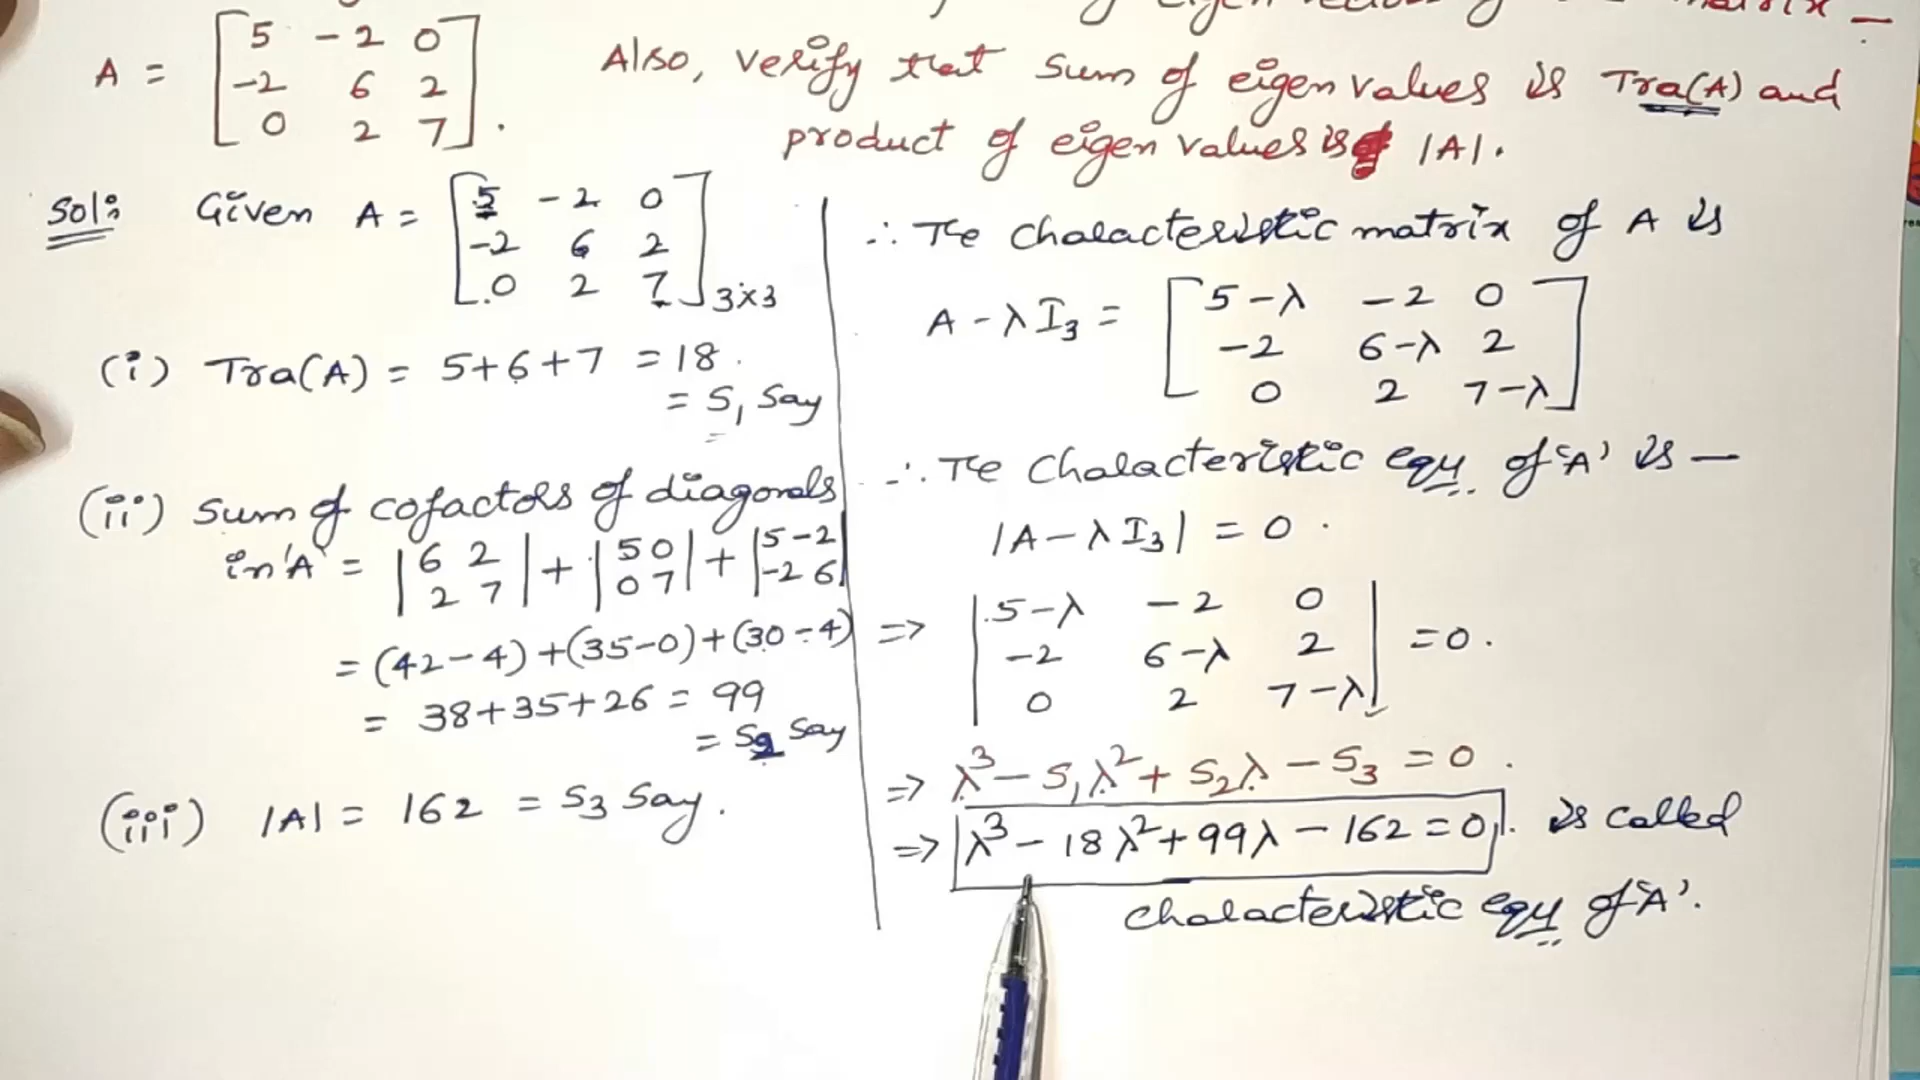 eigen
matrix –
A = [ 5 -2 0
-2 6 2
0 2 7 ].
Also, verify that sum of eigen values is Tra(A) and
product of eigen values is |A|.
Sol:
Given A = [ 5 -2 0
-2 6 2
0 2 7 ]3×3
(i) Tra(A) = 5+6+7 = 18.
= S₁ say
(ii) sum of cofactors of diagonals
in 'A' = |6 2
2 7| + |5 0
0 7| + |5 -2
-2 6|
= (42-4)+(35-0)+(30-4)
= 38+35+26 = 99
= S₂ say
(iii) |A| = 162 = S₃ say.
∴ The characteristic matrix of A is
A - λI₃ = [ 5-λ -2 0
-2 6-λ 2
0 2 7-λ ]
∴ The characteristic equ. of 'A' is –
|A - λI₃| = 0.
=> | 5-λ -2 0
-2 6-λ 2
0 2 7-λ | = 0.
=> λ³ - S₁λ² + S₂λ - S₃ = 0.
=> λ³ - 18λ² + 99λ - 162 = 0. is called
characteristic equ of 'A'.